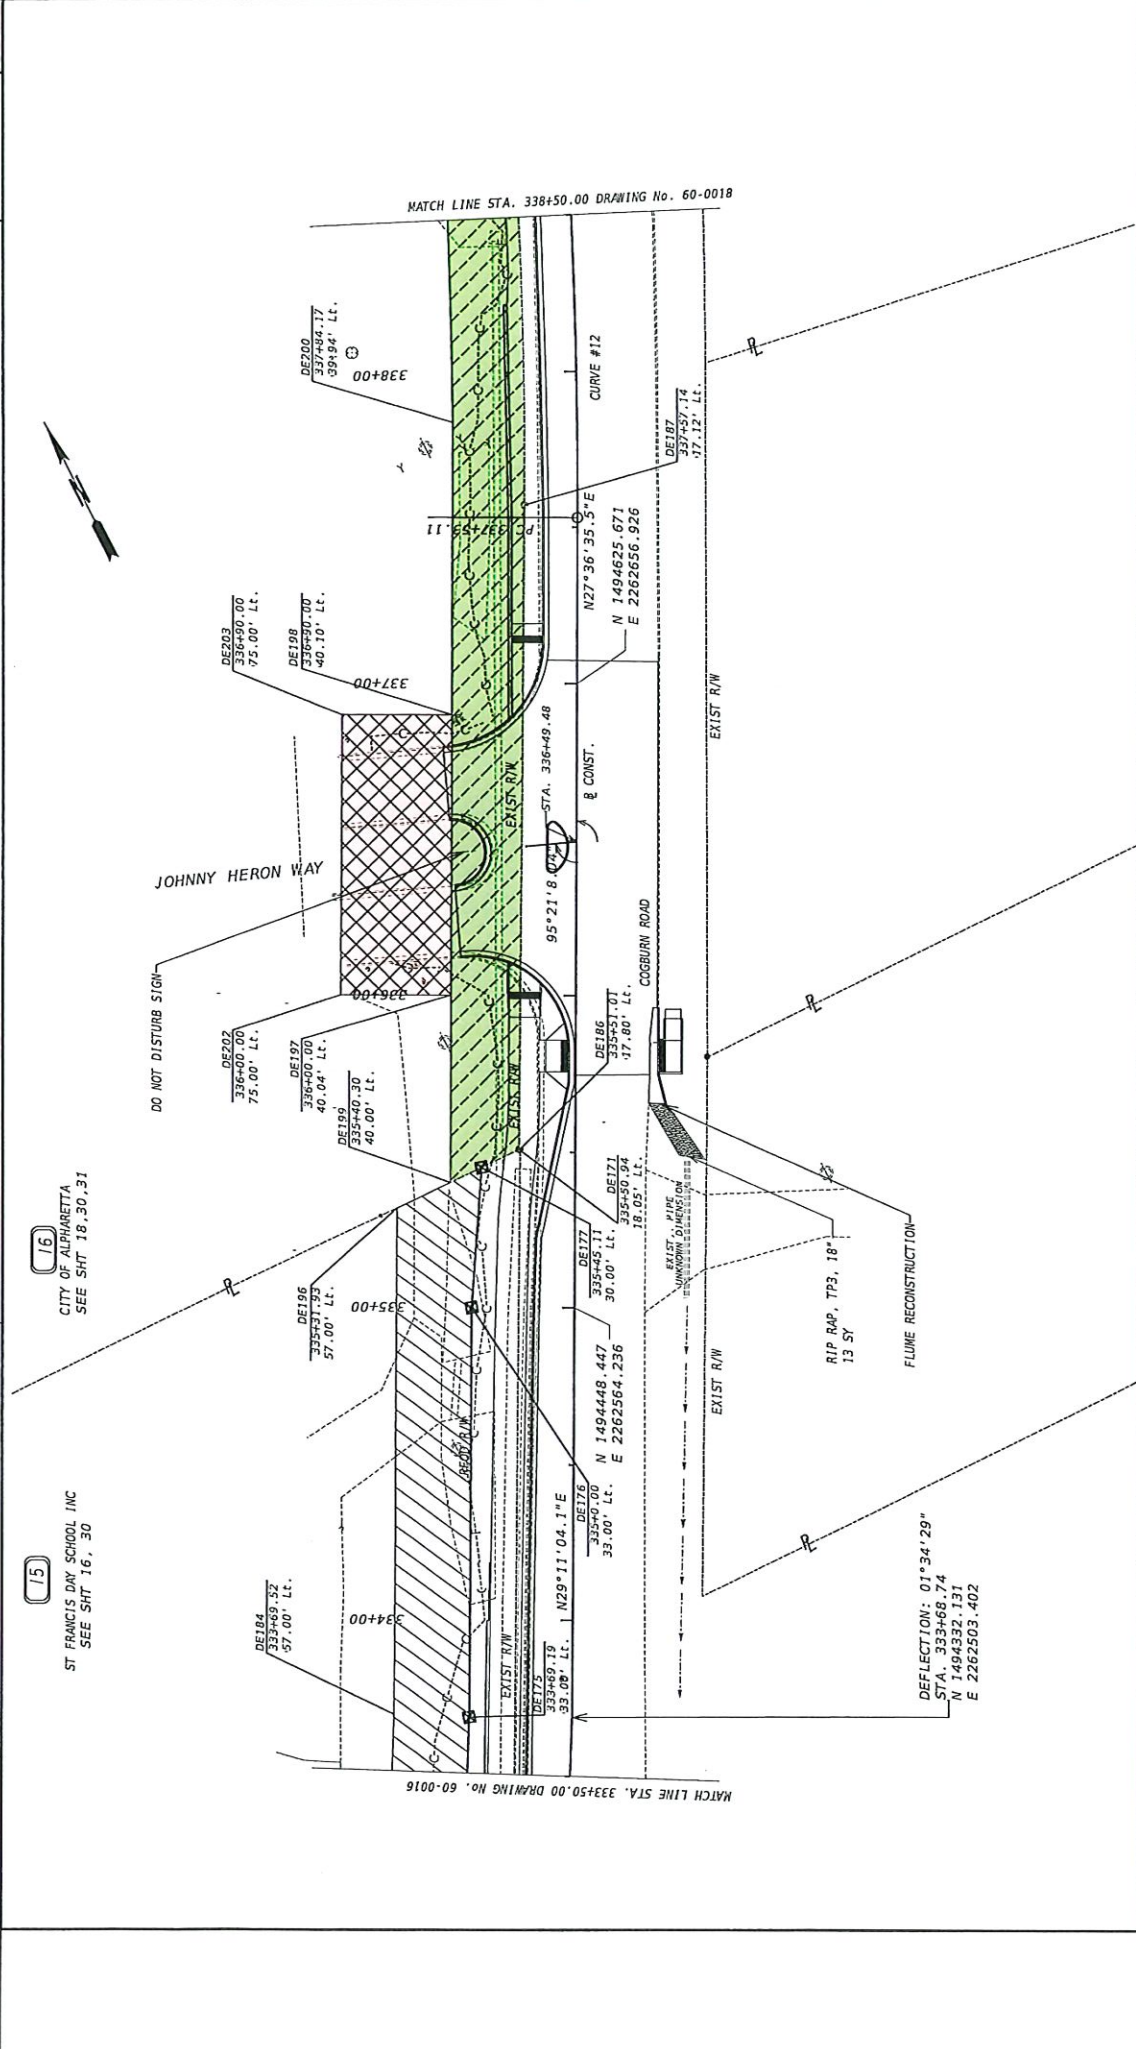 MATCH LINE STA. 338+50.00 DRAWING No. 60-0018
DE200
337+84.17
39.94' Lt.
338+00
CURVE #12
DE187
337+57.14
17.12' Lt.
PC 337+55.11
N27°36'35.5"E
N 1494625.671
E 2262656.926
DE203
336+90.00
75.00' Lt.
DE198
336+90.00
40.10' Lt.
337+00
EXIST R/W
EXIST R/W
STA. 336+49.48
95°21'8.04"
℄ CONST.
JOHNNY HERON WAY
DO NOT DISTURB SIGN
COGBURN ROAD
336+00
DE202
336+00.00
75.00' Lt.
DE197
336+00.00
40.04' Lt.
DE199
335+40.30
40.00' Lt.
DE186
335+51.01
17.80' Lt.
EXIST R/W
DE171
335+50.94
18.05' Lt.
DE177
335+45.11
30.00' Lt.
EXIST. PIPE
UNKNOWN DIMENSION
RIP RAP, TP3, 18"
13 SY
FLUME RECONSTRUCTION
16
CITY OF ALPHARETTA
SEE SHT 18,30,31
DE196
335+31.93
57.00' Lt.
335+00
N 1494448.447
E 2262564.236
EXIST R/W
REQD R/W
DE176
335+0.00
33.00' Lt.
15
ST FRANCIS DAY SCHOOL INC
SEE SHT 16, 30
DE184
333+69.52
57.00' Lt.
334+00
N29°11'04.1"E
EXIST R/W
DE175
333+69.19
33.00' Lt.
DEFLECTION: 01°34'29"
STA. 333+68.74
N 1494332.131
E 2262503.402
MATCH LINE STA. 333+50.00 DRAWING No. 60-0016
N